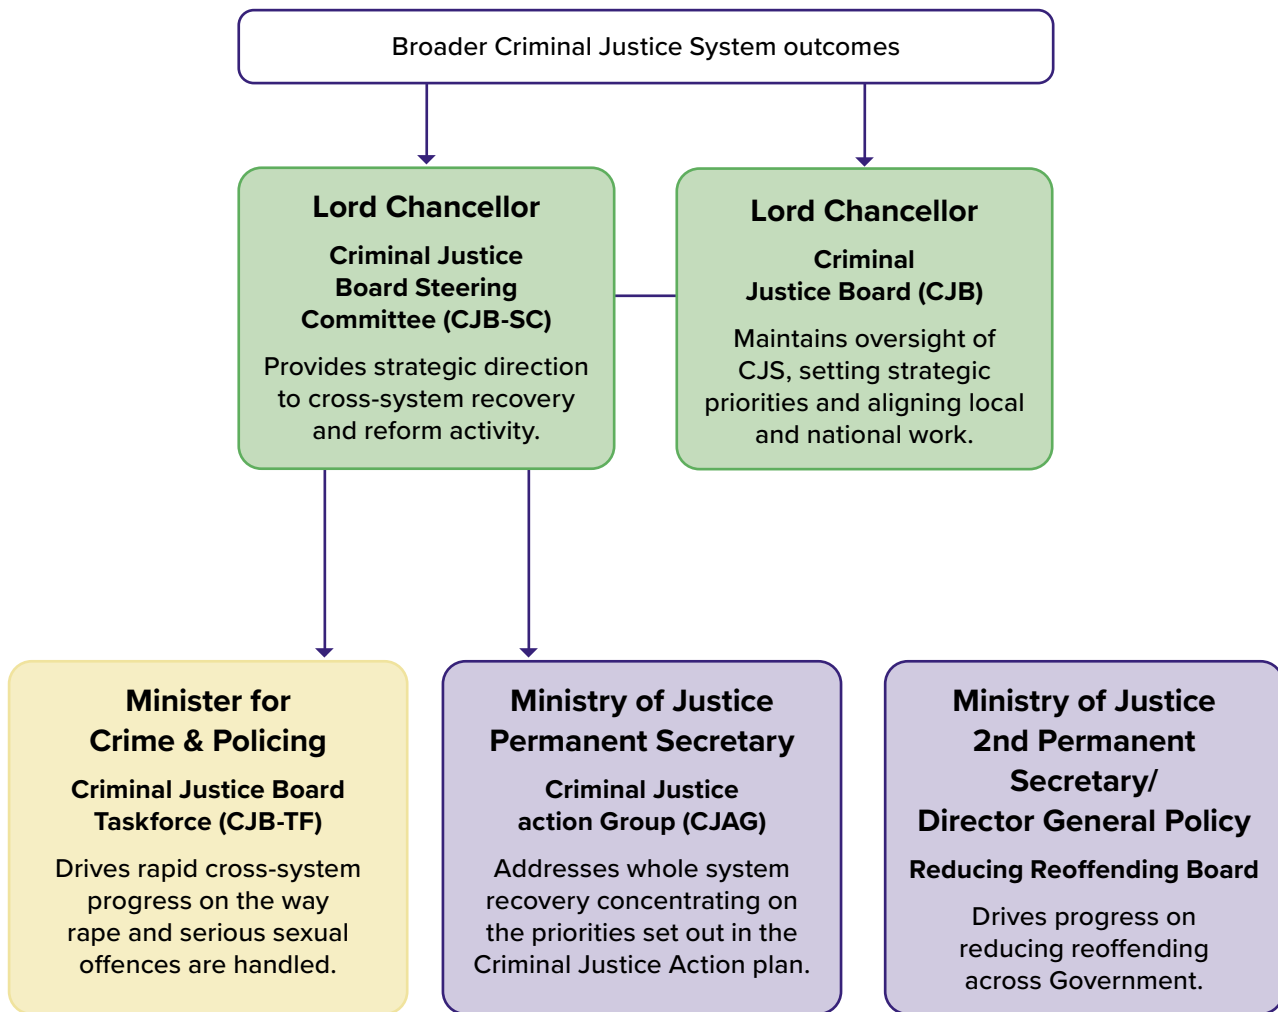 Broader Criminal Justice System outcomes
Lord Chancellor
Criminal Justice
Board Steering
Committee (CJB-SC)
Provides strategic direction
to cross-system recovery
and reform activity.
Lord Chancellor
Criminal
Justice Board (CJB)
Maintains oversight of
CJS, setting strategic
priorities and aligning local
and national work.
Minister for
Crime & Policing
Criminal Justice Board
Taskforce (CJB-TF)
Drives rapid cross-system
progress on the way
rape and serious sexual
offences are handled.
Ministry of Justice
Permanent Secretary
Criminal Justice
action Group (CJAG)
Addresses whole system
recovery concentrating on
the priorities set out in the
Criminal Justice Action plan.
Ministry of Justice
2nd Permanent
Secretary/
Director General Policy
Reducing Reoffending Board
Drives progress on
reducing reoffending
across Government.